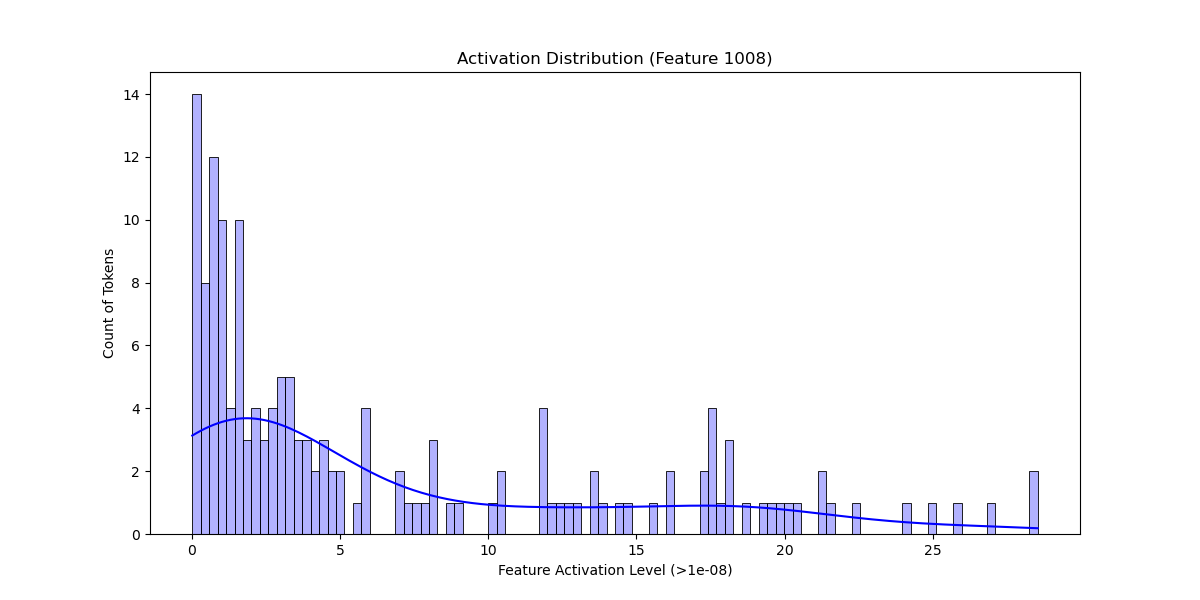 Activation Distribution (Feature 1008)
14
12
10
8
6
4
2
0
Count of Tokens
0 5 10 15 20 25
Feature Activation Level (>1e-08)